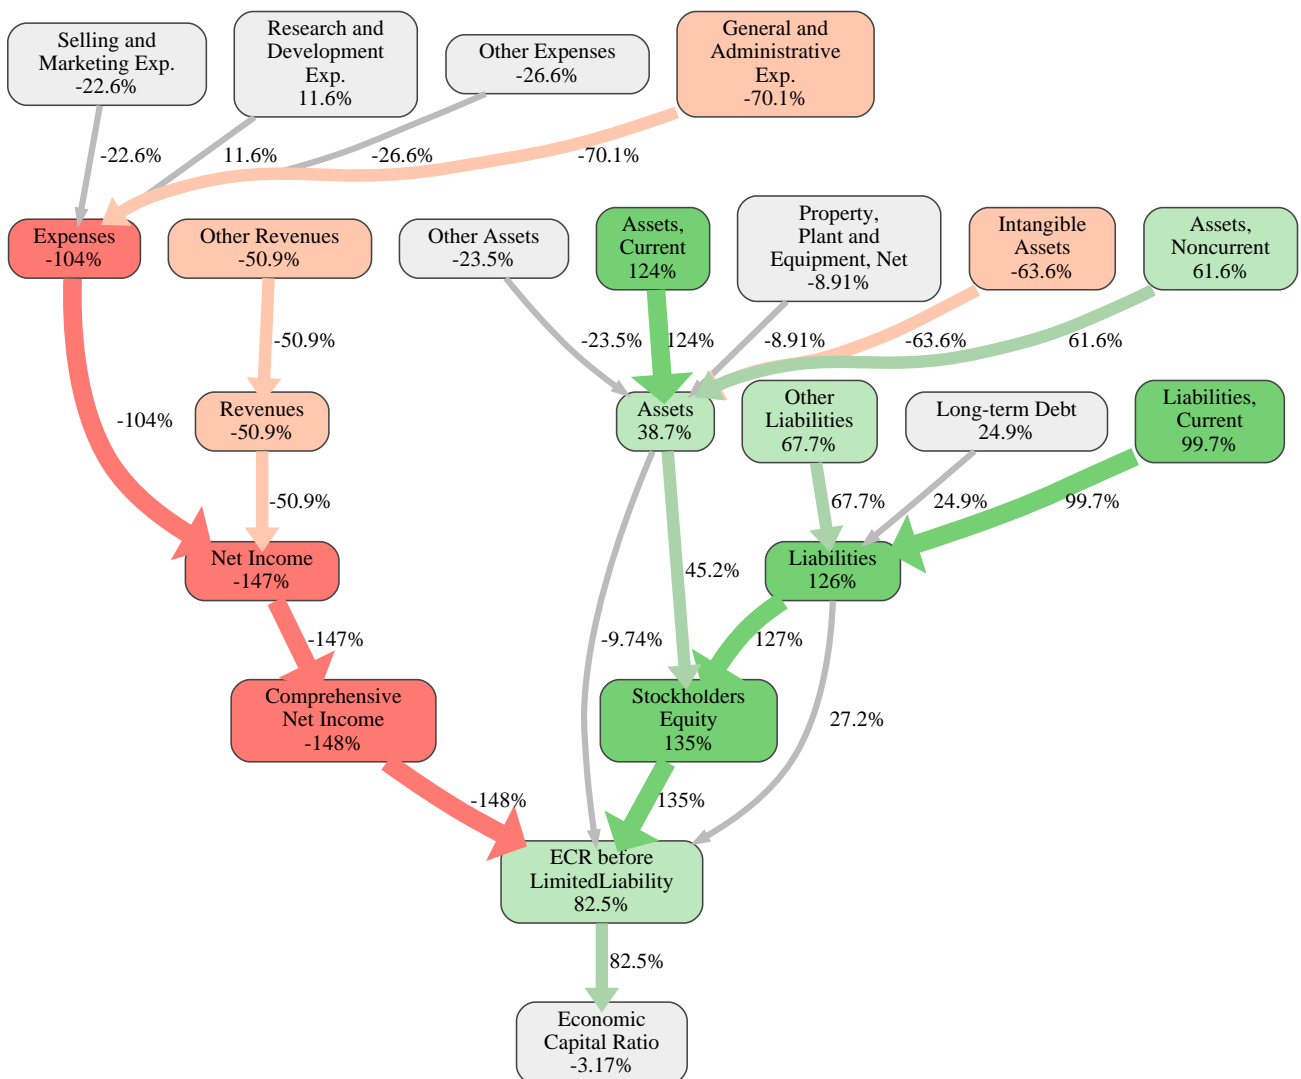 Selling and
Marketing Exp.
-22.6%
Research and
Development
Exp.
11.6%
Other Expenses
-26.6%
General and
Administrative
Exp.
-70.1%
-22.6%
11.6%
-26.6%
-70.1%
Expenses
-104%
Other Revenues
-50.9%
Other Assets
-23.5%
Assets,
Current
124%
Property,
Plant and
Equipment, Net
-8.91%
Intangible
Assets
-63.6%
Assets,
Noncurrent
61.6%
-50.9%
-23.5%
124%
-8.91%
-63.6%
61.6%
-104%
Revenues
-50.9%
Assets
38.7%
Other
Liabilities
67.7%
Long-term Debt
24.9%
Liabilities,
Current
99.7%
-50.9%
67.7%
24.9%
99.7%
Net Income
-147%
45.2%
Liabilities
126%
-147%
-9.74%
127%
Comprehensive
Net Income
-148%
Stockholders
Equity
135%
27.2%
-148%
135%
ECR before
LimitedLiability
82.5%
82.5%
Economic
Capital Ratio
-3.17%